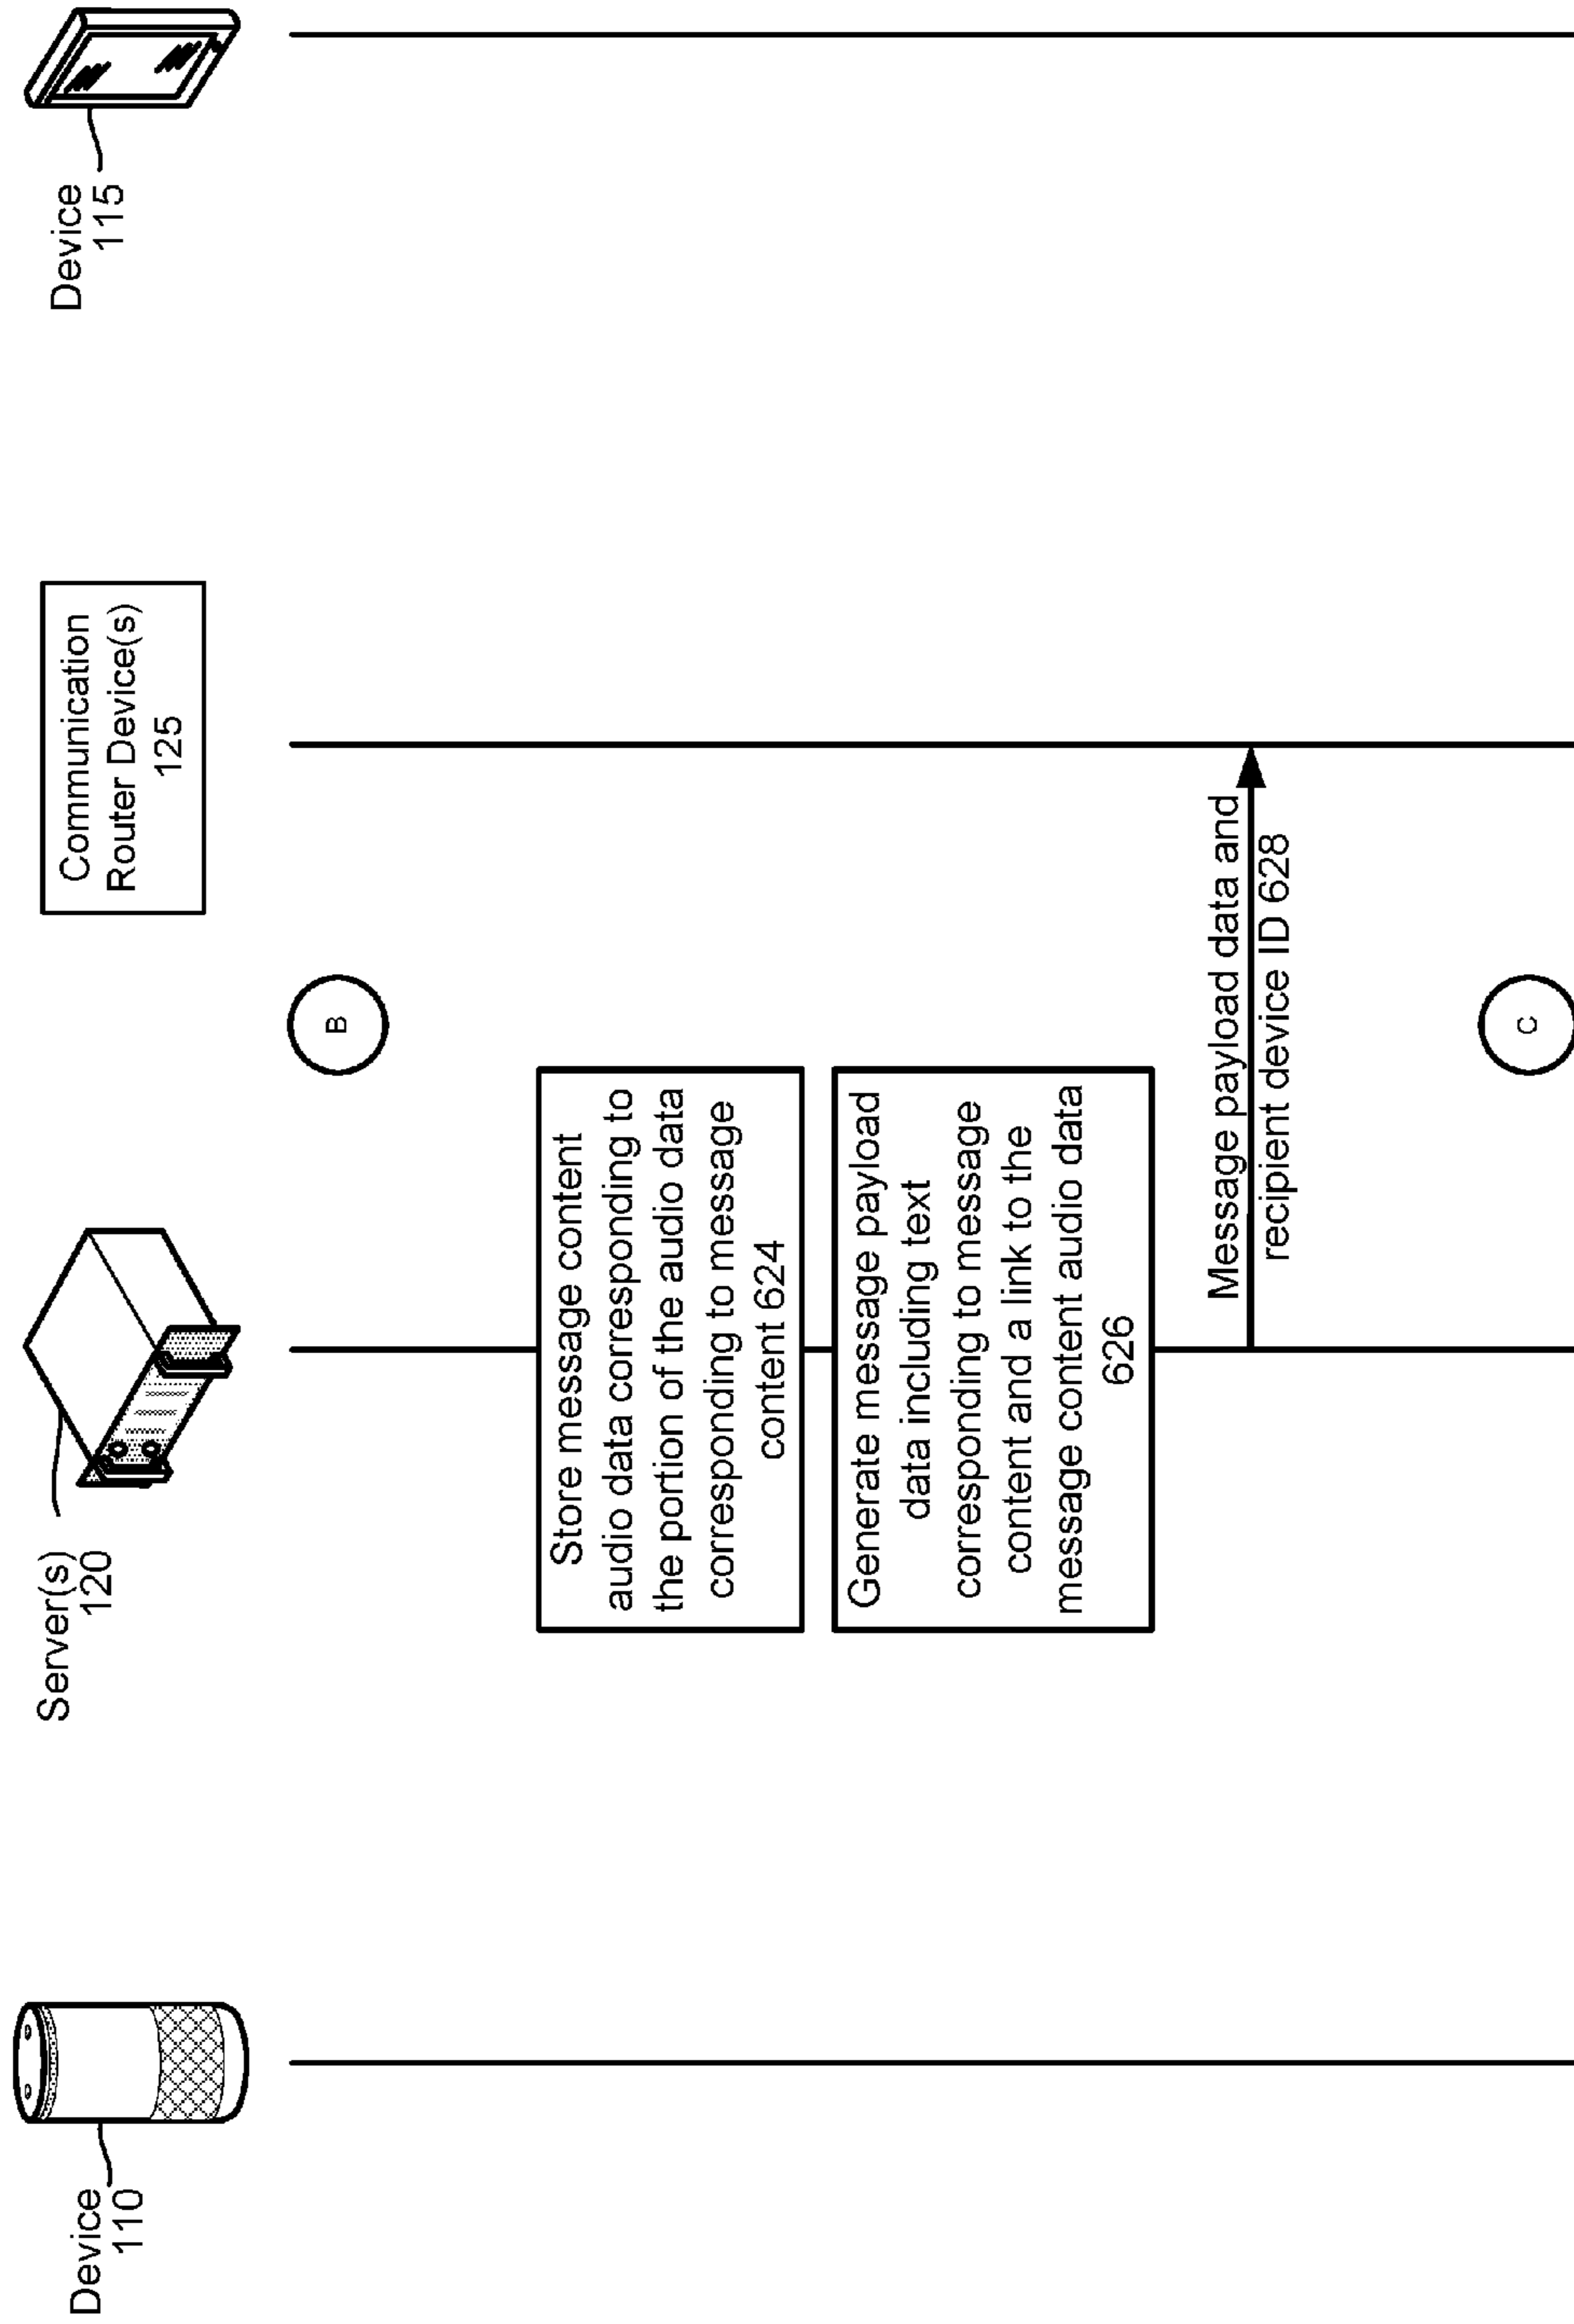 Device
110
Server(s)
120
Communication
Router Device(s)
125
Device
115
B
Store message content
audio data corresponding to
the portion of the audio data
corresponding to message
content 624
Generate message payload
data including text
corresponding to message
content and a link to the
message content audio data
626
Message payload data and
recipient device ID 628
C